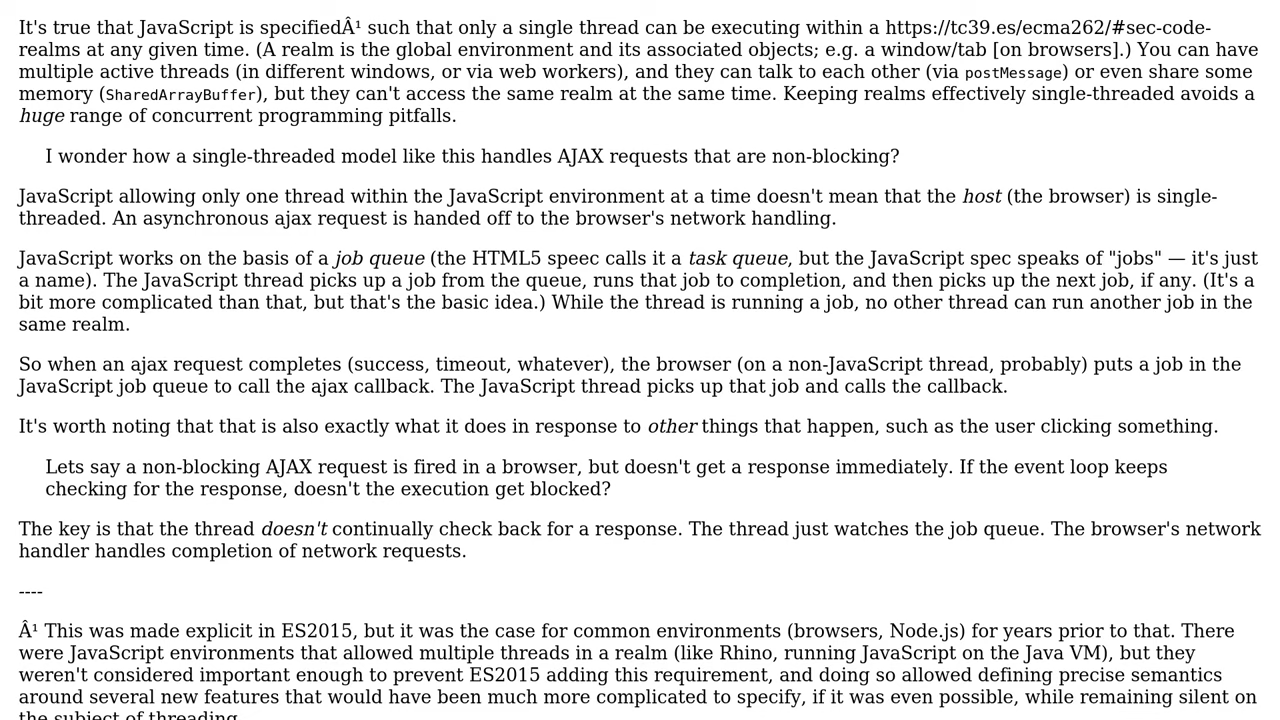 It's true that JavaScript is specifiedÂ¹ such that only a single thread can be executing within a https://tc39.es/ecma262/#sec-code-
realms at any given time. (A realm is the global environment and its associated objects; e.g. a window/tab [on browsers].) You can have
multiple active threads (in different windows, or via web workers), and they can talk to each other (via postMessage) or even share some
memory (SharedArrayBuffer), but they can't access the same realm at the same time. Keeping realms effectively single-threaded avoids a
huge range of concurrent programming pitfalls.
I wonder how a single-threaded model like this handles AJAX requests that are non-blocking?
JavaScript allowing only one thread within the JavaScript environment at a time doesn't mean that the host (the browser) is single-
threaded. An asynchronous ajax request is handed off to the browser's network handling.
JavaScript works on the basis of a job queue (the HTML5 speec calls it a task queue, but the JavaScript spec speaks of "jobs" — it's just
a name). The JavaScript thread picks up a job from the queue, runs that job to completion, and then picks up the next job, if any. (It's a
bit more complicated than that, but that's the basic idea.) While the thread is running a job, no other thread can run another job in the
same realm.
So when an ajax request completes (success, timeout, whatever), the browser (on a non-JavaScript thread, probably) puts a job in the
JavaScript job queue to call the ajax callback. The JavaScript thread picks up that job and calls the callback.
It's worth noting that that is also exactly what it does in response to other things that happen, such as the user clicking something.
Lets say a non-blocking AJAX request is fired in a browser, but doesn't get a response immediately. If the event loop keeps
checking for the response, doesn't the execution get blocked?
The key is that the thread doesn't continually check back for a response. The thread just watches the job queue. The browser's network
handler handles completion of network requests.
----
Â¹ This was made explicit in ES2015, but it was the case for common environments (browsers, Node.js) for years prior to that. There
were JavaScript environments that allowed multiple threads in a realm (like Rhino, running JavaScript on the Java VM), but they
weren't considered important enough to prevent ES2015 adding this requirement, and doing so allowed defining precise semantics
around several new features that would have been much more complicated to specify, if it was even possible, while remaining silent on
the subject of threading.